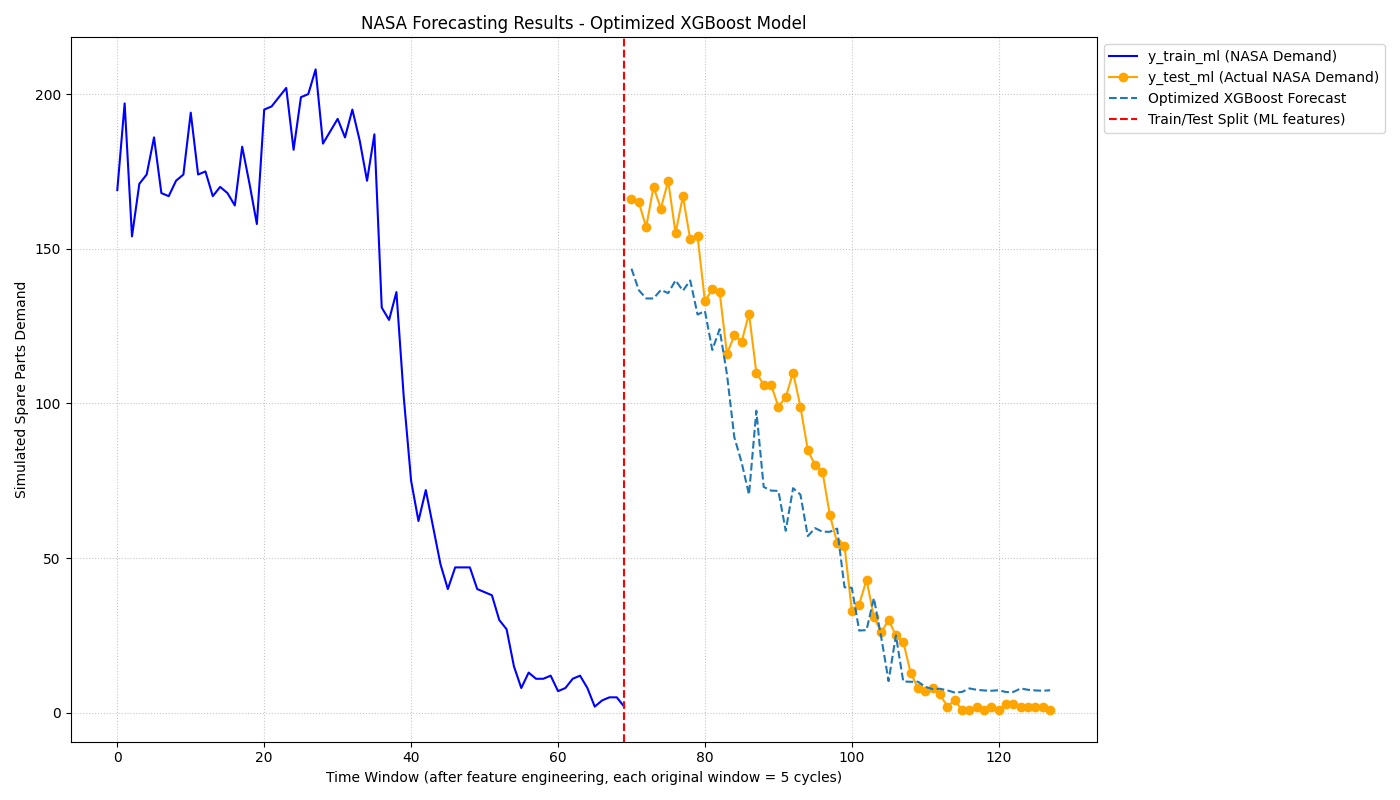 NASA Forecasting Results - Optimized XGBoost Model
Simulated Spare Parts Demand
200
150
100
50
0
0 20 40 60 80 100 120
Time Window (after feature engineering, each original window = 5 cycles)
y_train_ml (NASA Demand)
y_test_ml (Actual NASA Demand)
Optimized XGBoost Forecast
Train/Test Split (ML features)